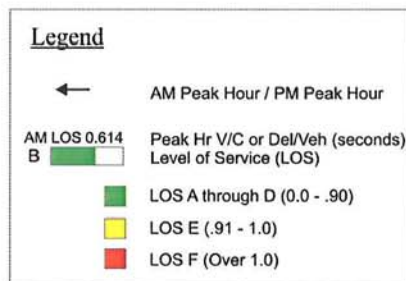 Legend
AM Peak Hour / PM Peak Hour
AM LOS 0.614
B
Peak Hr V/C or Del/Veh (seconds)
Level of Service (LOS)
LOS A through D (0.0 - .90)
LOS E (.91 - 1.0)
LOS F (Over 1.0)